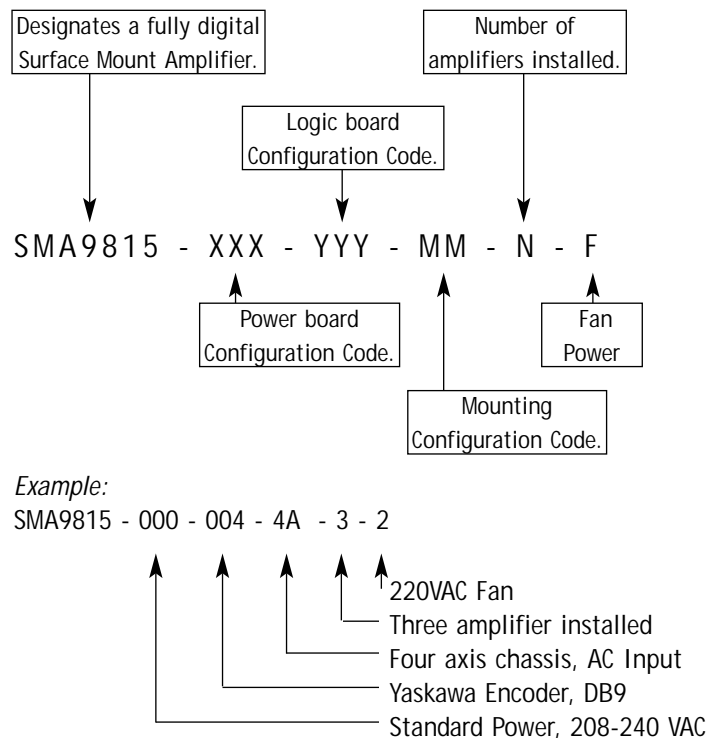 Designates a fully digital
Surface Mount Amplifier.
Number of
amplifiers installed.
Logic board
Configuration Code.
SMA9815 - XXX - YYY - MM - N - F
Power board
Configuration Code.
Fan
Power
Mounting
Configuration Code.
Example:
SMA9815 - 000 - 004 - 4A - 3 - 2
220VAC Fan
Three amplifier installed
Four axis chassis, AC Input
Yaskawa Encoder, DB9
Standard Power, 208-240 VAC